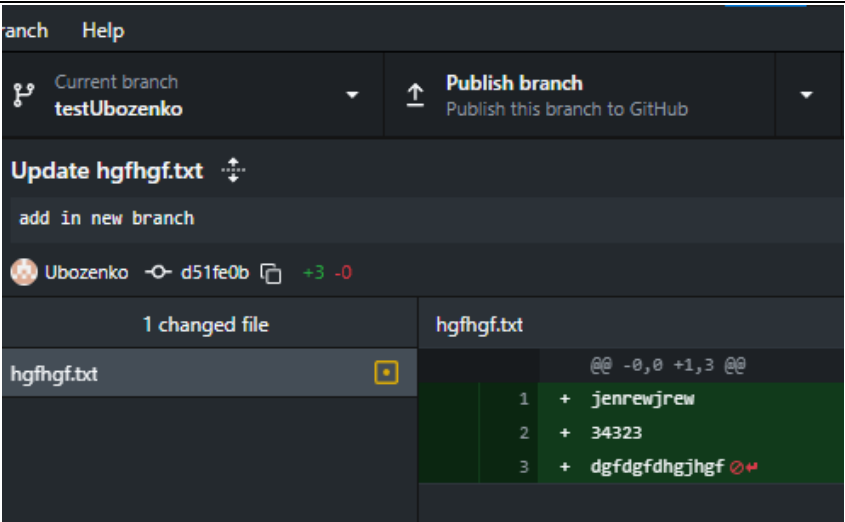 ranch Help
Current branch
testUbozenko
Publish branch
Publish this branch to GitHub
Update hgfhgf.txt
add in new branch
Ubozenko d51fe0b +3 -0
1 changed file
hgfhgf.txt
hgfhgf.txt
@@ -0,0 +1,3 @@
1 + jenrewjrew
2 + 34323
3 + dgfdgfdhgjhgf